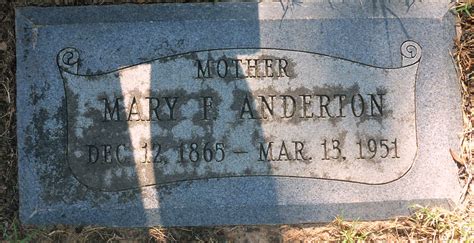 MOTHER
MARY F. ANDERTON
DEC. 12, 1865 – MAR. 13, 1951